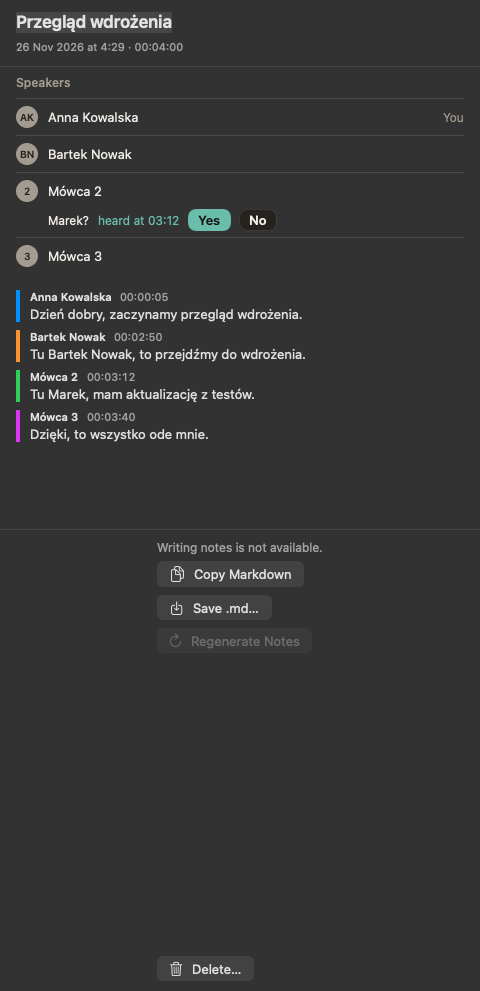 Przegląd wdrożenia
26 Nov 2026 at 4:29 · 00:04:00
Speakers
AK Anna Kowalska You
BN Bartek Nowak
2 Mówca 2
Marek? heard at 03:12 Yes No
3 Mówca 3
Anna Kowalska 00:00:05
Dzień dobry, zaczynamy przegląd wdrożenia.
Bartek Nowak 00:02:50
Tu Bartek Nowak, to przejdźmy do wdrożenia.
Mówca 2 00:03:12
Tu Marek, mam aktualizację z testów.
Mówca 3 00:03:40
Dzięki, to wszystko ode mnie.
Writing notes is not available.
Copy Markdown
Save .md...
Regenerate Notes
Delete...